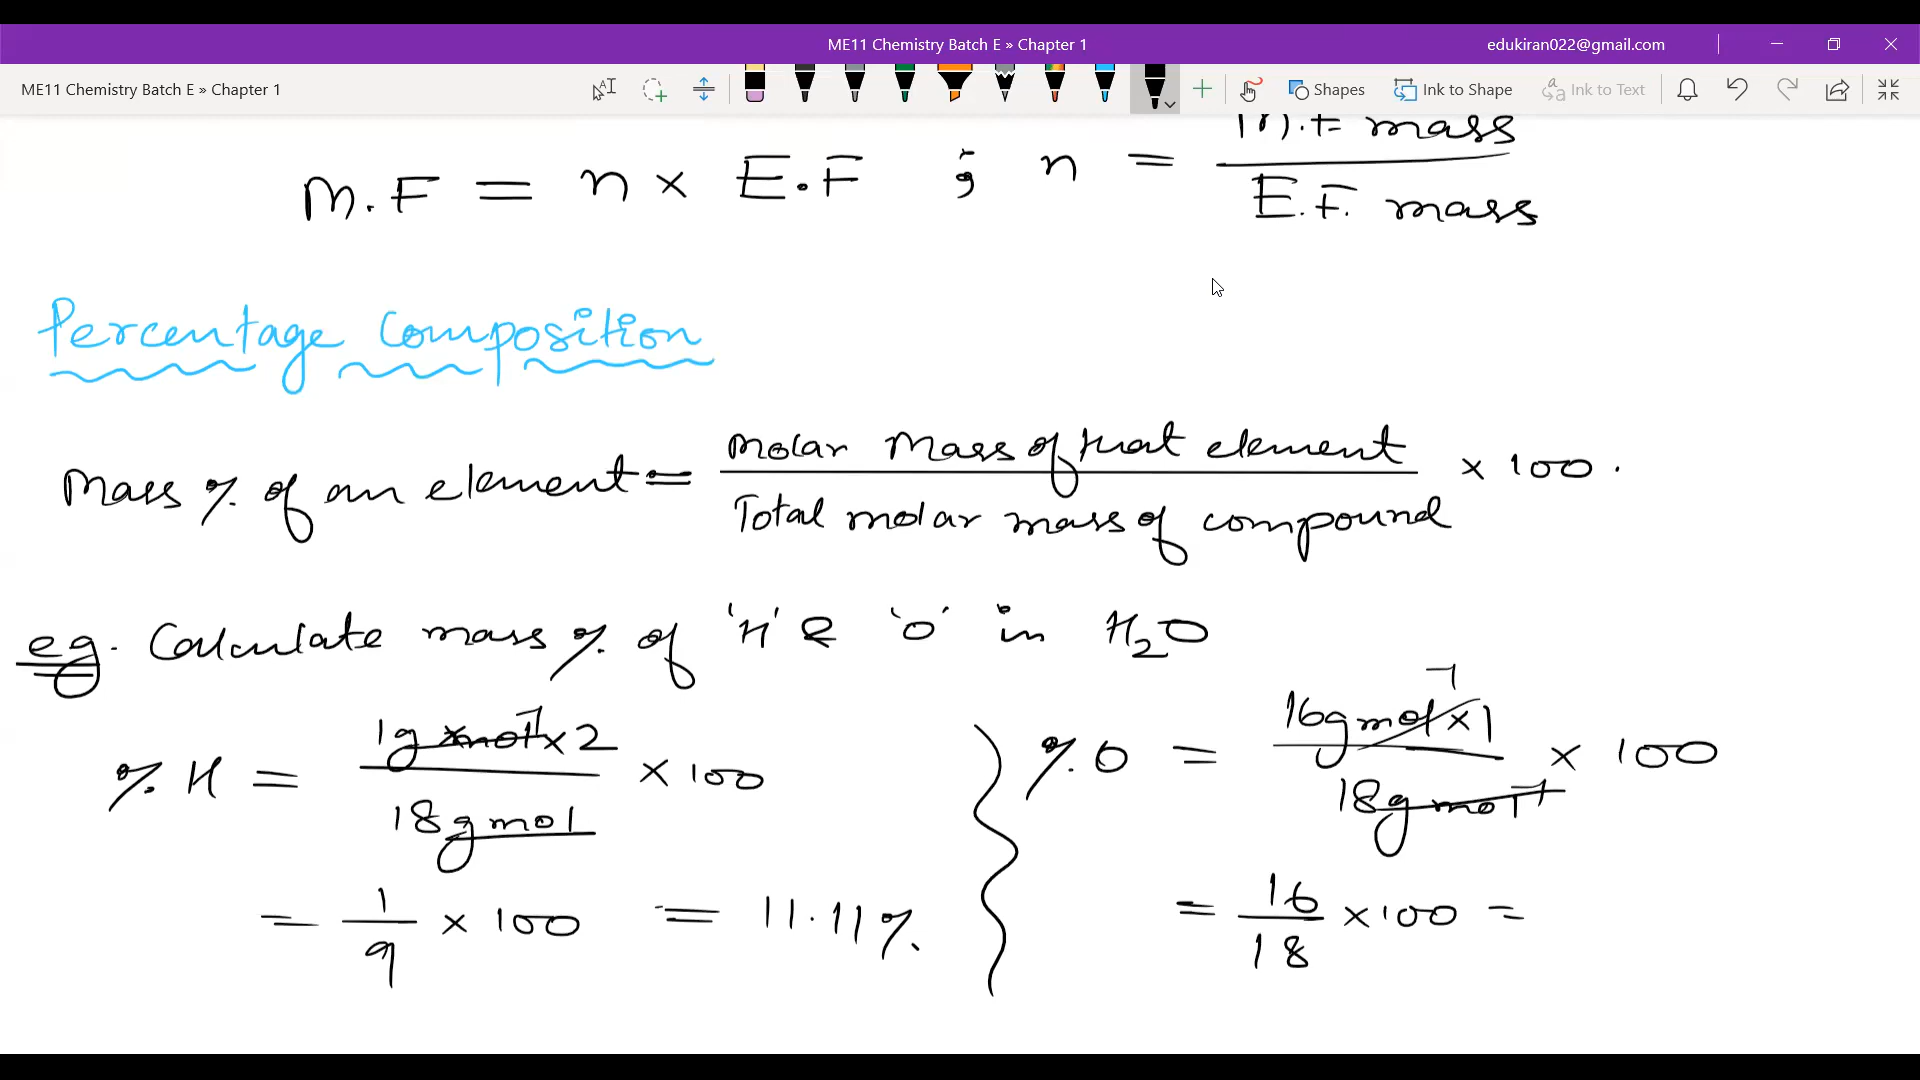 ME11 Chemistry Batch E » Chapter 1
edukiran022@gmail.com
ME11 Chemistry Batch E » Chapter 1
Shapes
Ink to Shape
Ink to Text
M.F = n × E.F ; n = M.F mass / E.F. mass
Percentage Composition
Mass % of an element = Molar Mass of that element / Total molar mass of compound × 100.
eg. Calculate mass % of 'H' & 'O' in H₂O
% H = 1g mol⁻¹ × 2 / 18 g mol × 100
% O = 16g mol⁻¹ × 1 / 18g mol⁻¹ × 100
= 1/9 × 100 = 11.11%.
= 16/18 × 100 =